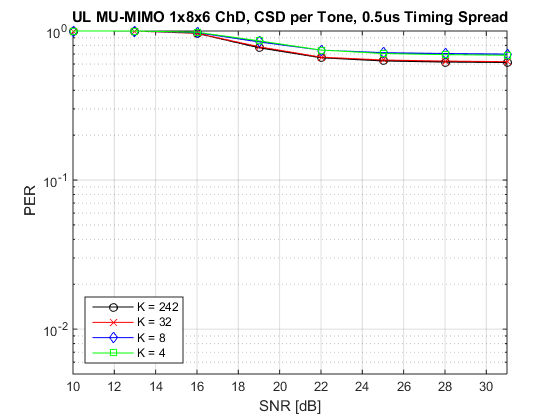 UL MU-MIMO 1x8x6 ChD, CSD per Tone, 0.5us Timing Spread
10^0
10^-1
10^-2
PER
K = 242
K = 32
K = 8
K = 4
10 12 14 16 18 20 22 24 26 28 30
SNR [dB]